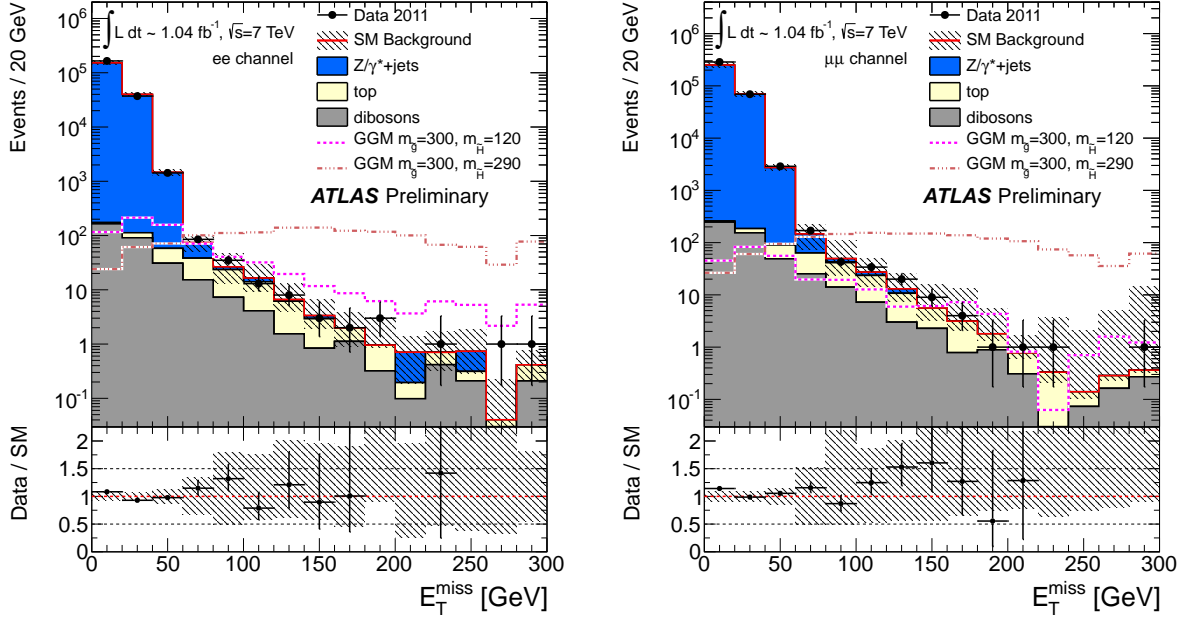 ∫ L dt ~ 1.04 fb⁻¹, √s=7 TeV
ee channel
Data 2011
SM Background
Z/γ*+jets
top
dibosons
GGM m_g=300, m_H̃=120
GGM m_g=300, m_H̃=290
ATLAS Preliminary
Events / 20 GeV
10⁶
10⁵
10⁴
10³
10²
10
1
10⁻¹
Data / SM
2
1.5
1
0.5
0
0 50 100 150 200 250 300
E_T^miss [GeV]
∫ L dt ~ 1.04 fb⁻¹, √s=7 TeV
μμ channel
Data 2011
SM Background
Z/γ*+jets
top
dibosons
GGM m_g=300, m_H̃=120
GGM m_g=300, m_H̃=290
ATLAS Preliminary
Events / 20 GeV
10⁶
10⁵
10⁴
10³
10²
10
1
10⁻¹
Data / SM
2
1.5
1
0.5
0
0 50 100 150 200 250 300
E_T^miss [GeV]